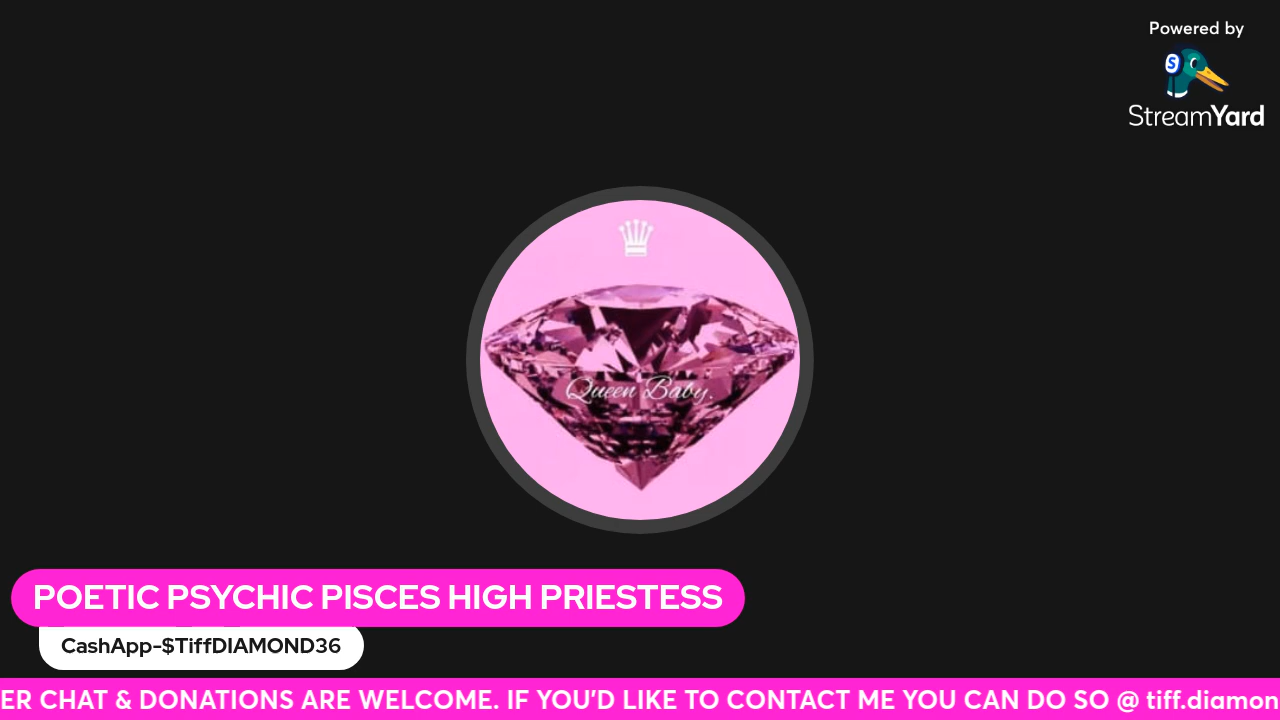 Powered by
S
StreamYard
Queen Baby.
POETIC PSYCHIC PISCES HIGH PRIESTESS
CashApp-$TiffDIAMOND36
ER CHAT & DONATIONS ARE WELCOME. IF YOU'D LIKE TO CONTACT ME YOU CAN DO SO @ tiff.diamon